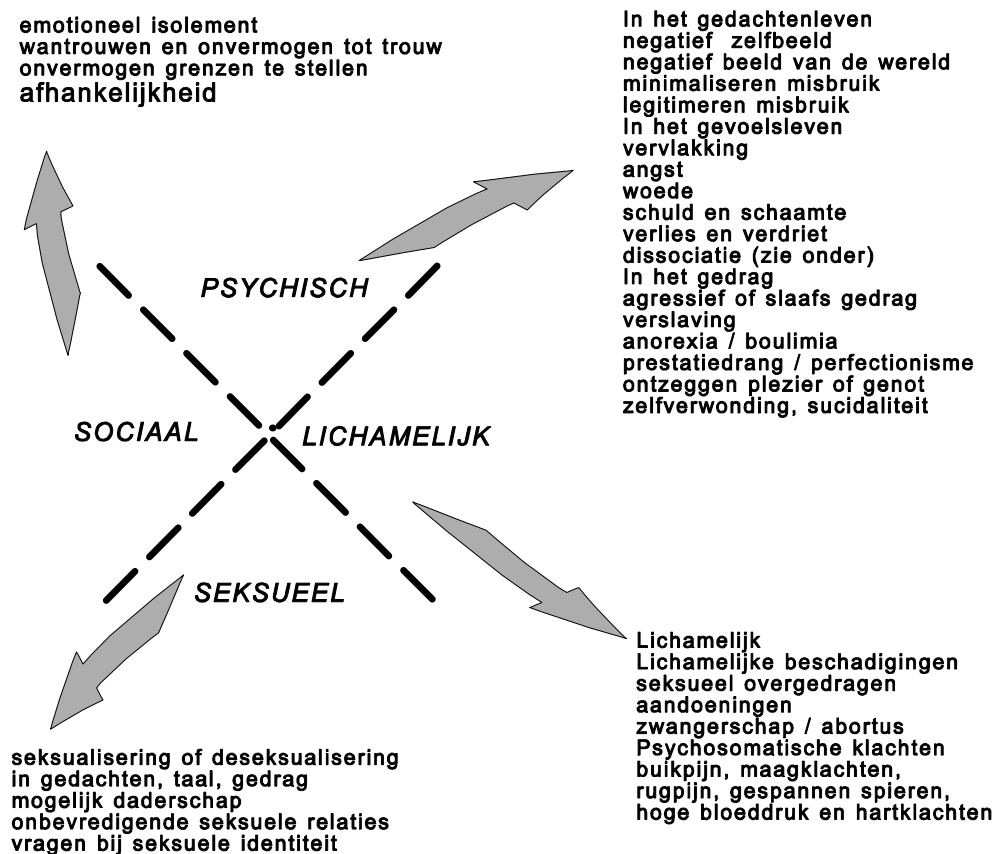 emotioneel isolement
wantrouwen en onvermogen tot trouw
onvermogen grenzen te stellen
afhankelijkheid
In het gedachtenleven
negatief zelfbeeld
negatief beeld van de wereld
minimaliseren misbruik
legitimeren misbruik
In het gevoelsleven
vervlakking
angst
woede
schuld en schaamte
verlies en verdriet
dissociatie (zie onder)
In het gedrag
agressief of slaafs gedrag
verslaving
anorexia / boulimia
prestatiedrang / perfectionisme
ontzeggen plezier of genot
zelfverwonding, sucidaliteit
PSYCHISCH
SOCIAAL
LICHAMELIJK
SEKSUEEL
Lichamelijk
Lichamelijke beschadigingen
seksueel overgedragen
aandoeningen
zwangerschap / abortus
Psychosomatische klachten
buikpijn, maagklachten,
rugpijn, gespannen spieren,
hoge bloeddruk en hartklachten
seksualisering of deseksualisering
in gedachten, taal, gedrag
mogelijk daderschap
onbevredigende seksuele relaties
vragen bij seksuele identiteit